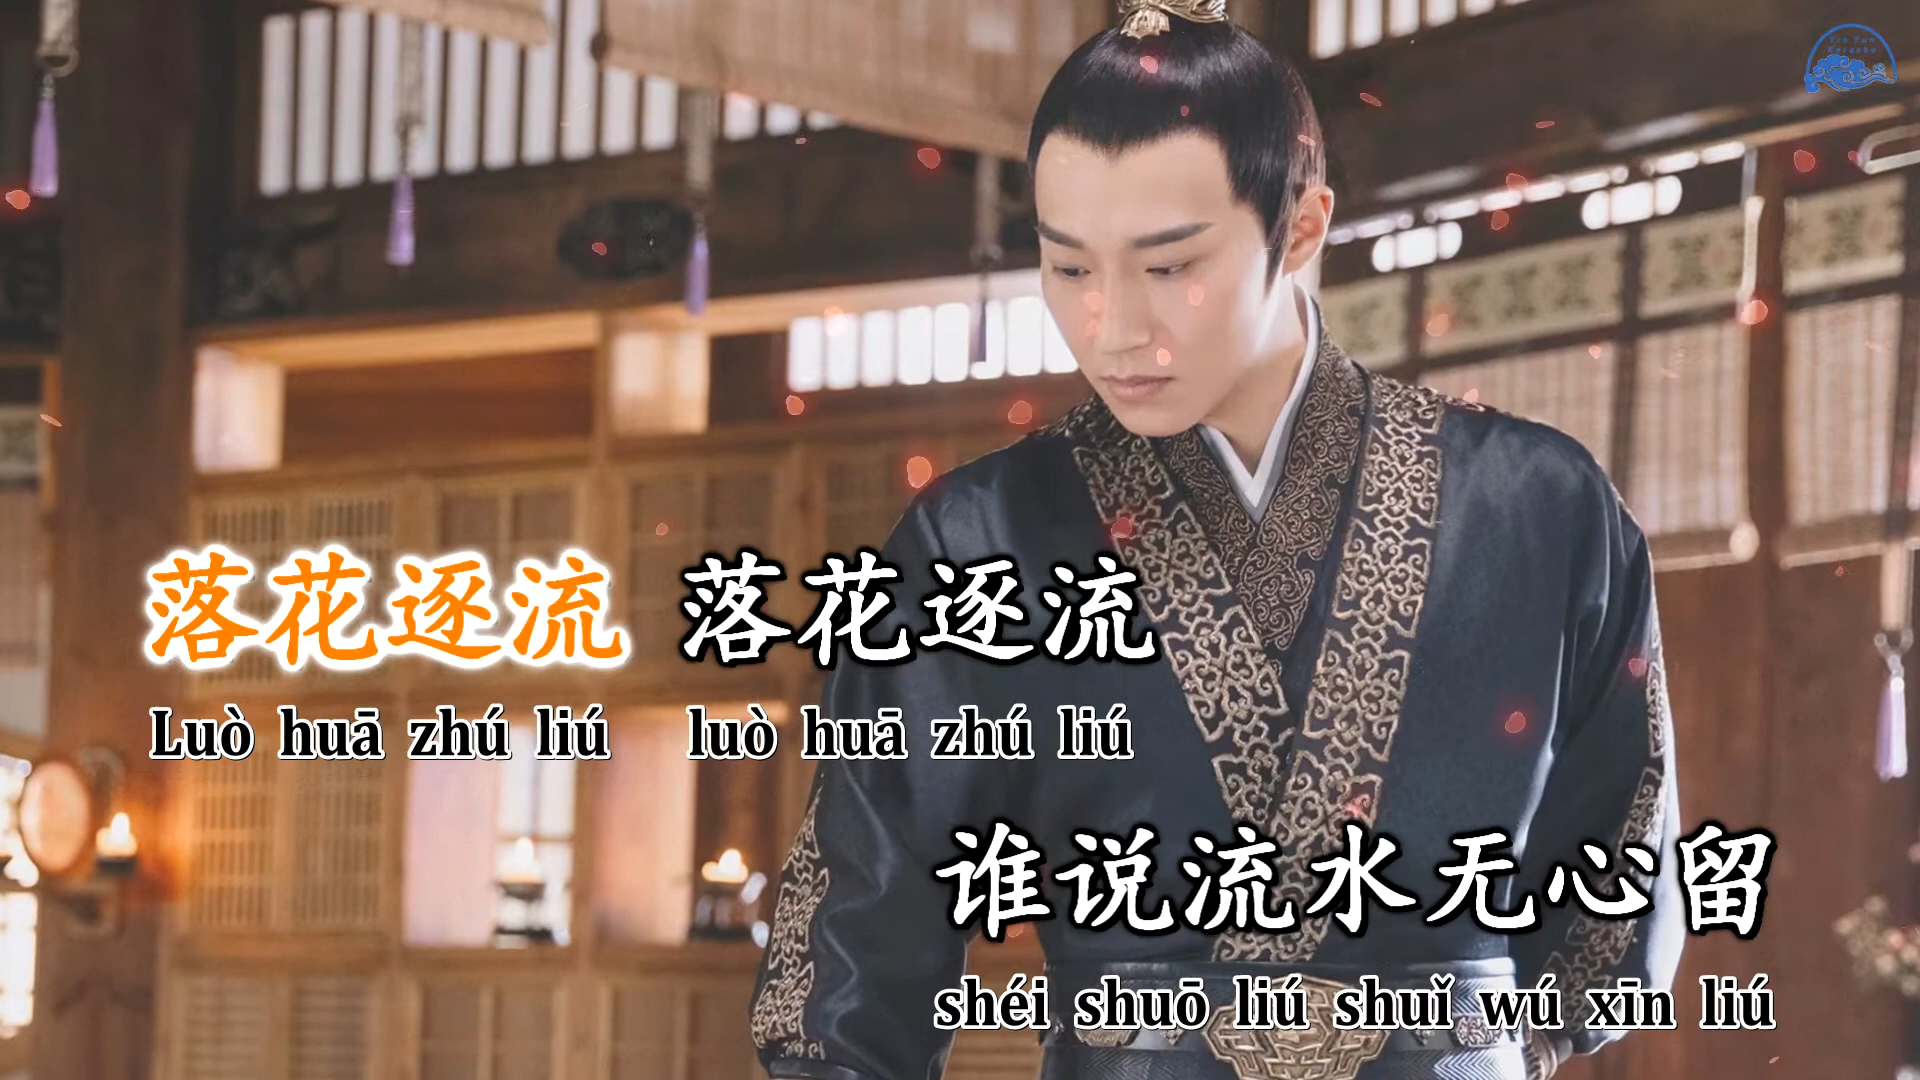 落花逐流 落花逐流
Luò huā zhú liú luò huā zhú liú
谁说流水无心留
shéi shuō liú shuǐ wú xīn liú